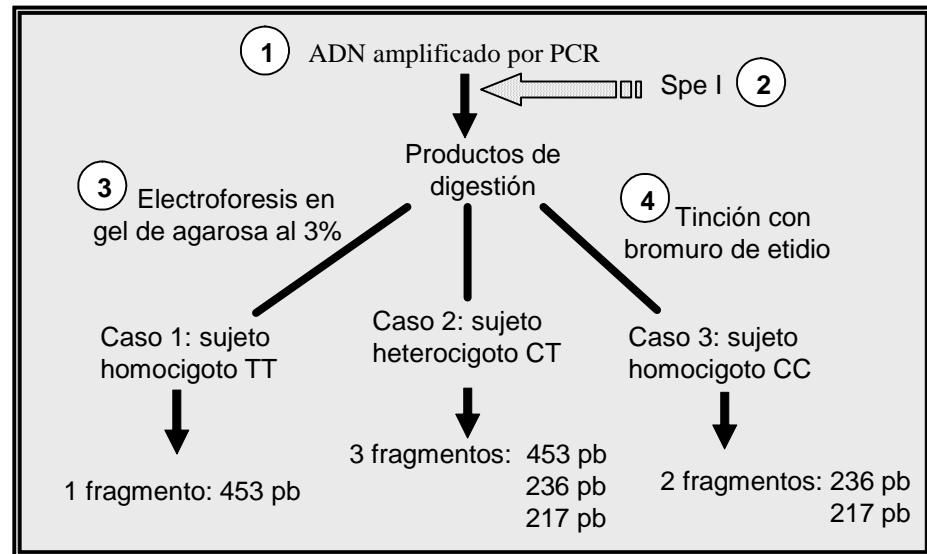 1 ADN amplificado por PCR
Spe I 2
Productos de
digestión
3 Electroforesis en
gel de agarosa al 3%
4 Tinción con
bromuro de etidio
Caso 1: sujeto
homocigoto TT
Caso 2: sujeto
heterocigoto CT
Caso 3: sujeto
homocigoto CC
1 fragmento: 453 pb
3 fragmentos: 453 pb
236 pb
217 pb
2 fragmentos: 236 pb
217 pb